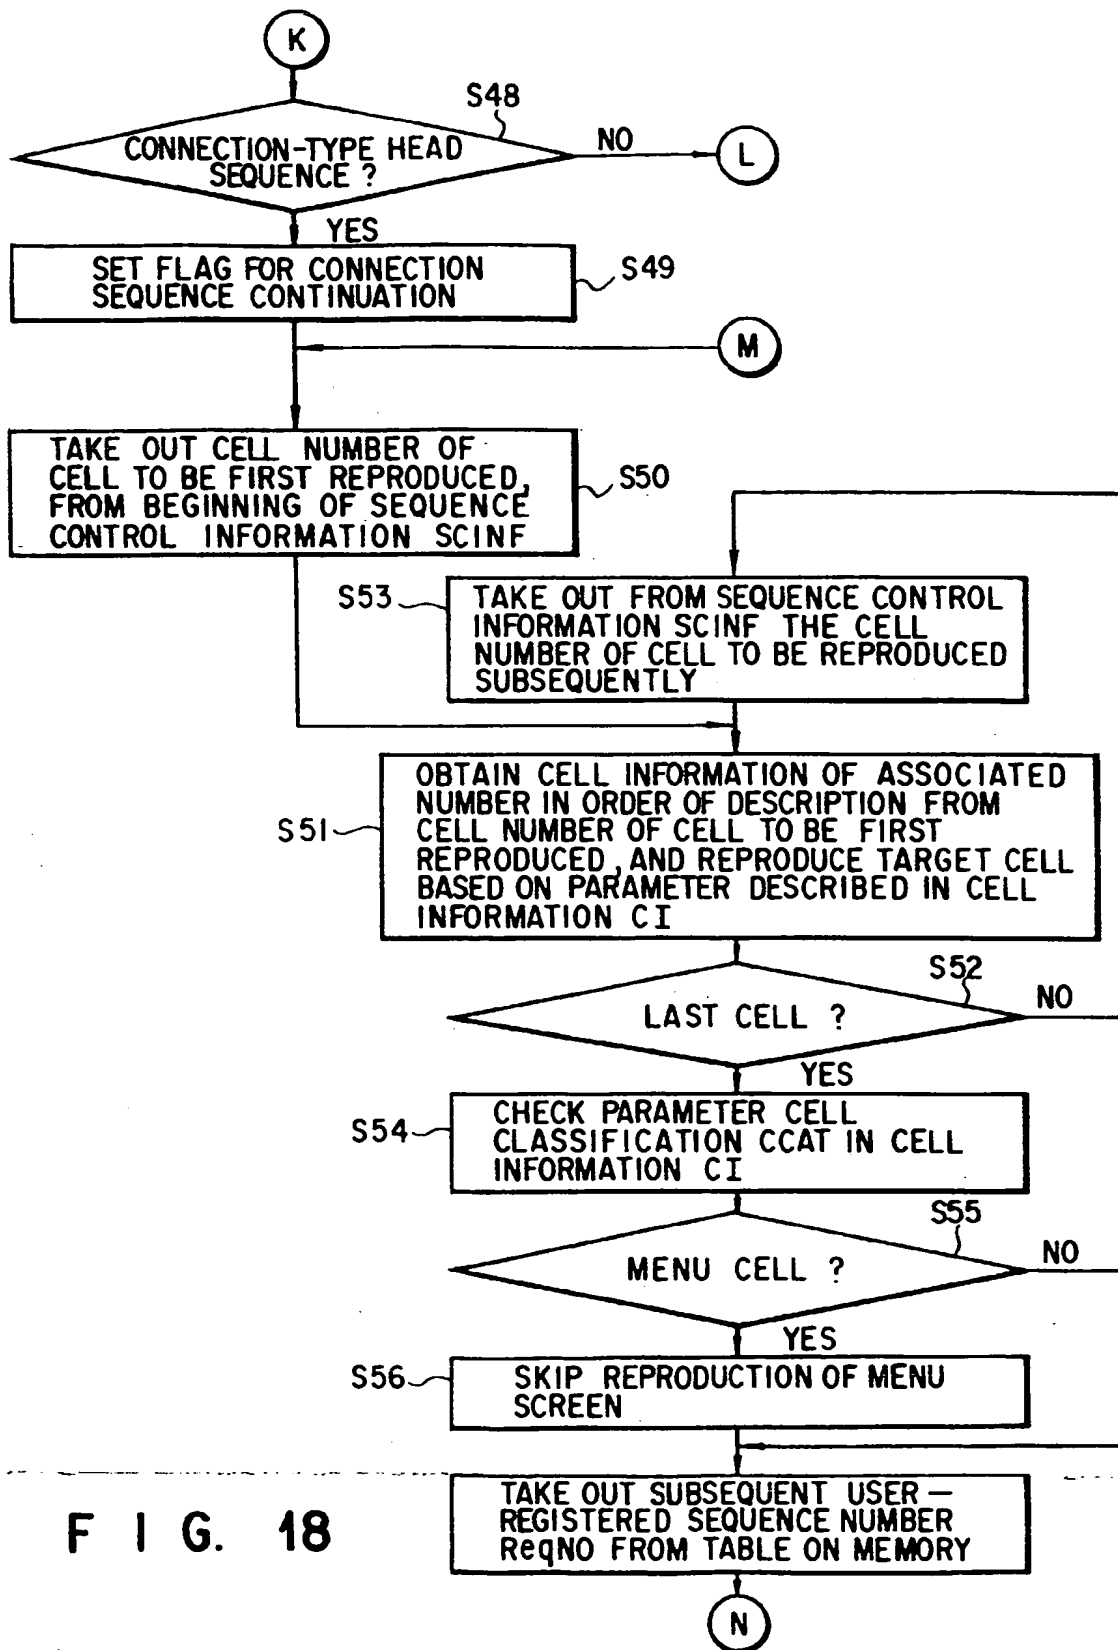 K
S48
CONNECTION-TYPE HEAD
SEQUENCE ?
NO
L
YES
SET FLAG FOR CONNECTION
SEQUENCE CONTINUATION
S49
M
TAKE OUT CELL NUMBER OF
CELL TO BE FIRST REPRODUCED,
FROM BEGINNING OF SEQUENCE
CONTROL INFORMATION SCINF
S50
S53
TAKE OUT FROM SEQUENCE CONTROL
INFORMATION SCINF THE CELL
NUMBER OF CELL TO BE REPRODUCED
SUBSEQUENTLY
S51
OBTAIN CELL INFORMATION OF ASSOCIATED
NUMBER IN ORDER OF DESCRIPTION FROM
CELL NUMBER OF CELL TO BE FIRST
REPRODUCED, AND REPRODUCE TARGET CELL
BASED ON PARAMETER DESCRIBED IN CELL
INFORMATION CI
S52
LAST CELL ?
NO
YES
S54
CHECK PARAMETER CELL
CLASSIFICATION CCAT IN CELL
INFORMATION CI
S55
MENU CELL ?
NO
YES
S56
SKIP REPRODUCTION OF MENU
SCREEN
TAKE OUT SUBSEQUENT USER-
REGISTERED SEQUENCE NUMBER
ReqNO FROM TABLE ON MEMORY
N
FIG. 18